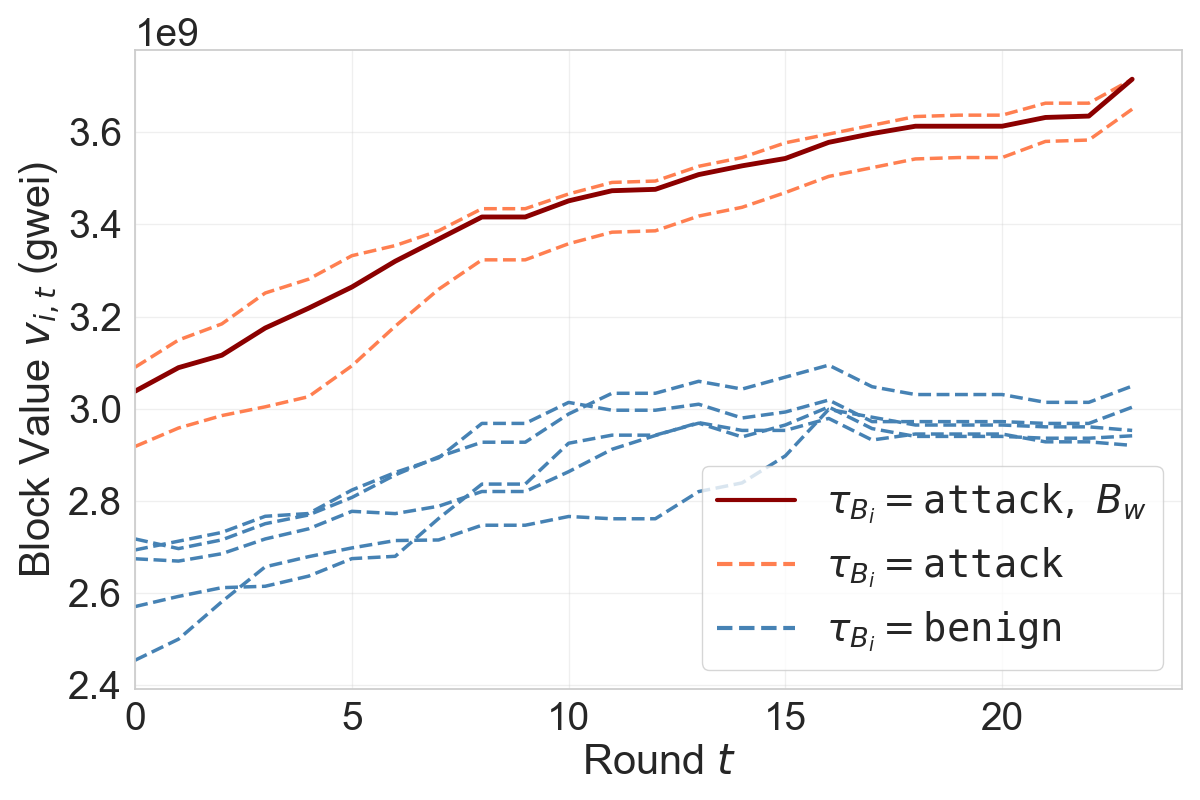 1e9
Block Value v_{i,t} (gwei)
3.6
3.4
3.2
3.0
2.8
2.6
2.4
τ_{B_i} = attack, B_w
τ_{B_i} = attack
τ_{B_i} = benign
0 5 10 15 20
Round t